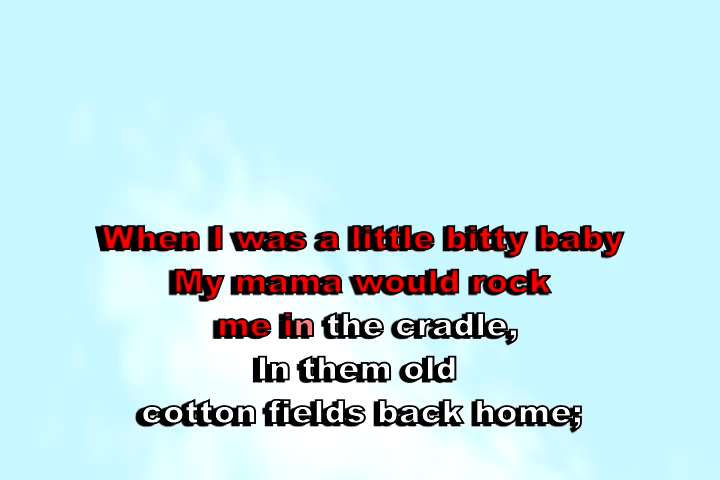 When I was a little bitty baby
My mama would rock
me in the cradle,
In them old
cotton fields back home;